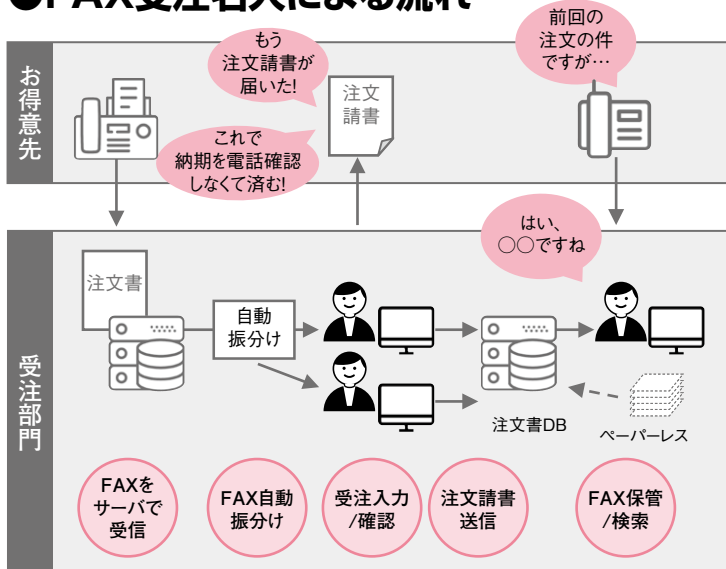 ●FAX受注名人による流れ
お得意先
もう
注文請書が
届いた!
これで
納期を電話確認
しなくて済む!
注文
請書
前回の
注文の件
ですが…
受注部門
注文書
自動
振分け
はい、
○○ですね
注文書DB
ペーパーレス
FAXを
サーバで
受信
FAX自動
振分け
受注入力
/確認
注文請書
送信
FAX保管
/検索